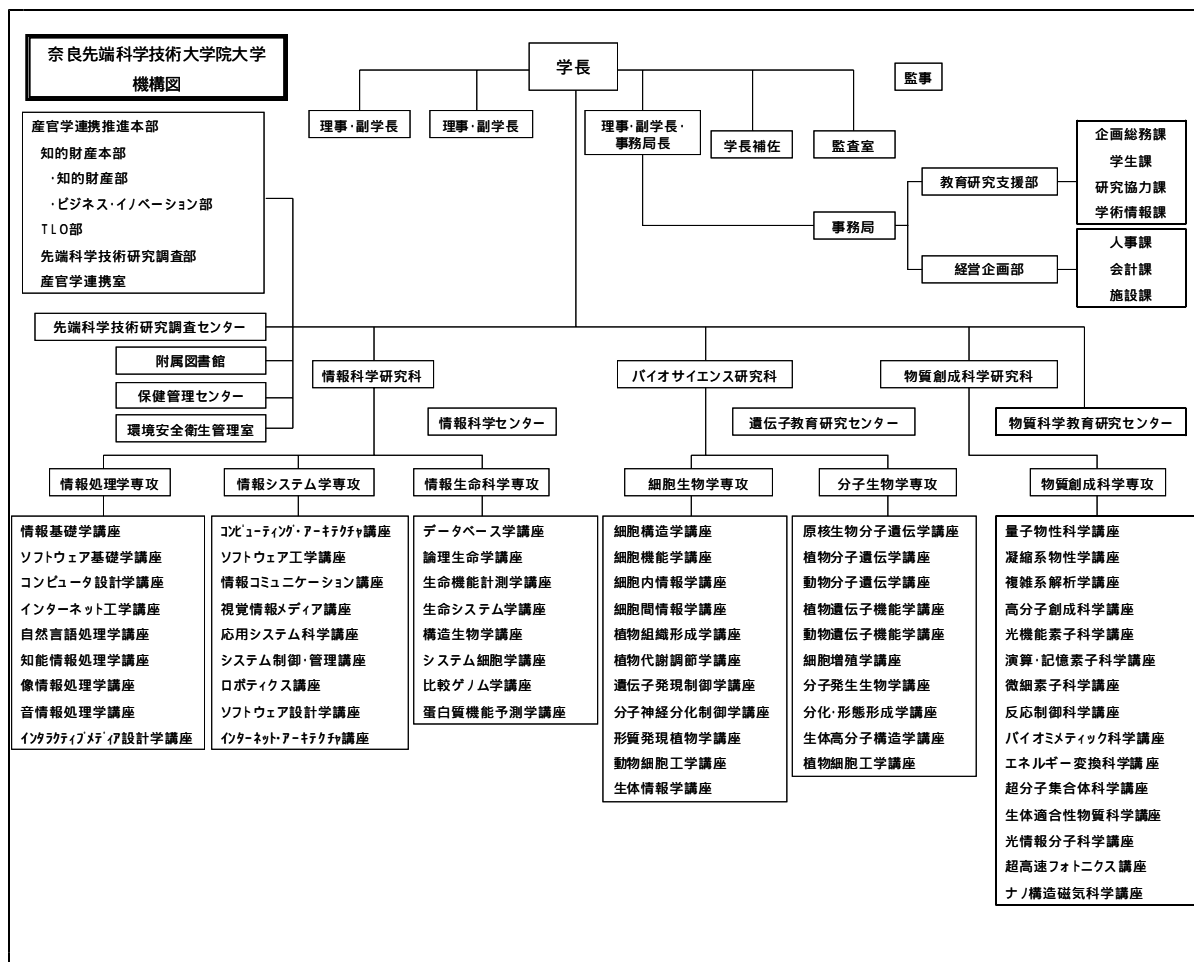 奈良先端科学技術大学院大学
機構図
学長
監事
理事・副学長
理事・副学長
理事・副学長・
事務局長
学長補佐
監査室
産官学連携推進本部
知的財産本部
・知的財産部
・ビジネス・イノベーション部
TLO部
先端科学技術研究調査部
産官学連携室
事務局
教育研究支援部
企画総務課
学生課
研究協力課
学術情報課
経営企画部
人事課
会計課
施設課
先端科学技術研究調査センター
附属図書館
保健管理センター
環境安全衛生管理室
情報科学研究科
バイオサイエンス研究科
物質創成科学研究科
情報科学センター
遺伝子教育研究センター
物質科学教育研究センター
情報処理学専攻
情報基礎学講座
ソフトウェア基礎学講座
コンピュータ設計学講座
インターネット工学講座
自然言語処理学講座
知能情報処理学講座
像情報処理学講座
音情報処理学講座
インタラクティブメディア設計学講座
情報システム学専攻
コンピューティング・アーキテクチャ講座
ソフトウェア工学講座
情報コミュニケーション講座
視覚情報メディア講座
応用システム科学講座
システム制御・管理講座
ロボティクス講座
ソフトウェア設計学講座
インターネット・アーキテクチャ講座
情報生命科学専攻
データベース学講座
論理生命学講座
生命機能計測学講座
生命システム学講座
構造生物学講座
システム細胞学講座
比較ゲノム学講座
蛋白質機能予測学講座
細胞生物学専攻
細胞構造学講座
細胞機能学講座
細胞内情報学講座
細胞間情報学講座
植物組織形成学講座
植物代謝調節学講座
遺伝子発現制御学講座
分子神経分化制御学講座
形質発現植物学講座
動物細胞工学講座
生体情報学講座
分子生物学専攻
原核生物分子遺伝学講座
植物分子遺伝学講座
動物分子遺伝学講座
植物遺伝子機能学講座
動物遺伝子機能学講座
細胞増殖学講座
分子発生生物学講座
分化・形態形成学講座
生体高分子構造学講座
植物細胞工学講座
物質創成科学専攻
量子物性科学講座
凝縮系物性学講座
複雑系解析学講座
高分子創成科学講座
光機能素子科学講座
演算・記憶素子科学講座
微細素子科学講座
反応制御科学講座
バイオミメティック科学講座
エネルギー変換科学講座
超分子集合体科学講座
生体適合性物質科学講座
光情報分子科学講座
超高速フォトニクス講座
ナノ構造磁気科学講座